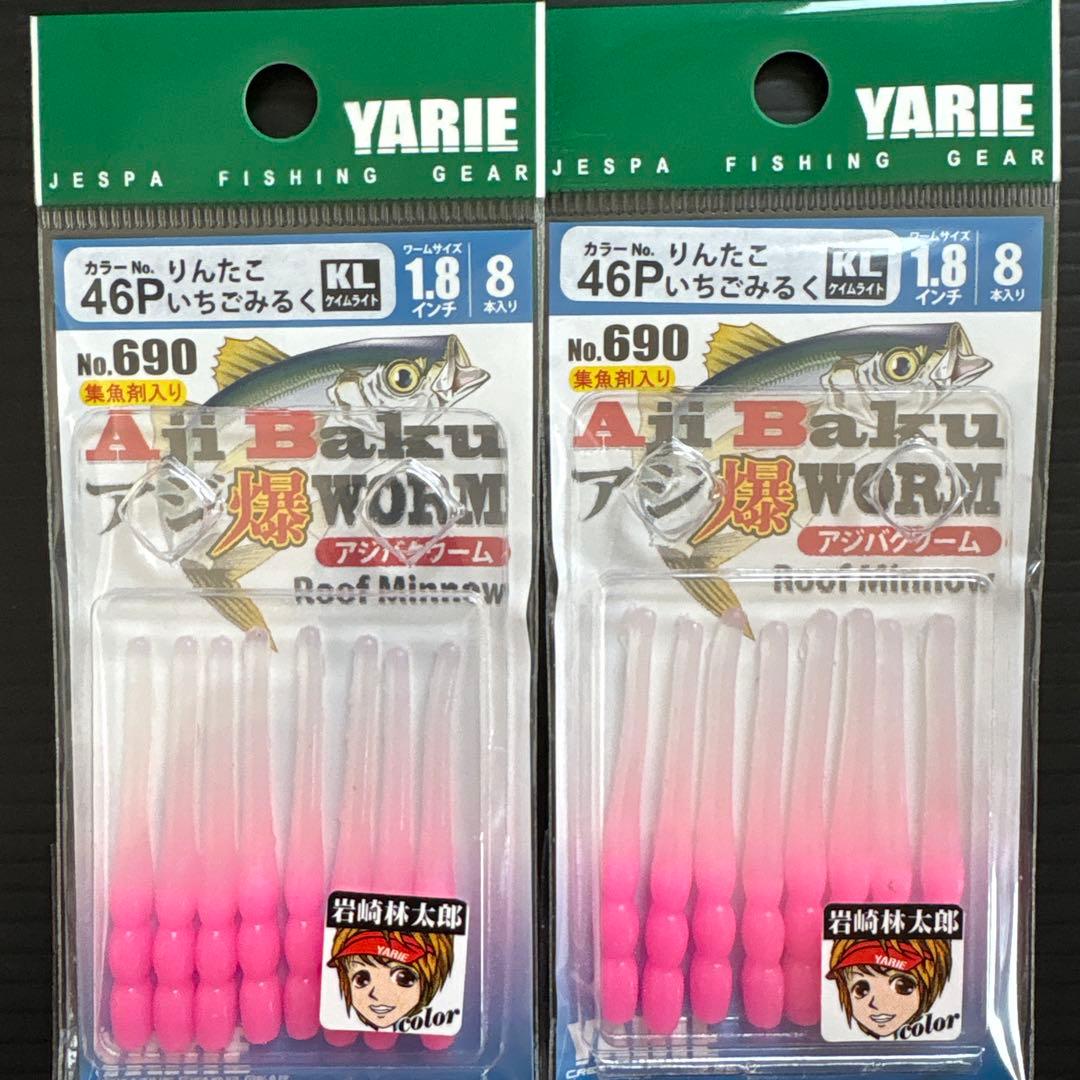 YARIE
JESPA FISHING GEAR
カラーNo.
46P
りんたこ
いちごみるく
KL
ケイムライト
ワームサイズ
1.8
インチ
8
本入り
No.690
集魚剤入り
Aji Baku
アジ爆WORM
アジバクワーム
Roof Minnow
岩崎林太郎
YARIE
color
YARIE
JESPA FISHING GEAR
カラーNo.
46P
りんたこ
いちごみるく
KL
ケイムライト
ワームサイズ
1.8
インチ
8
本入り
No.690
集魚剤入り
Aji Baku
アジ爆WORM
アジバクワーム
Roof Minnow
岩崎林太郎
YARIE
color